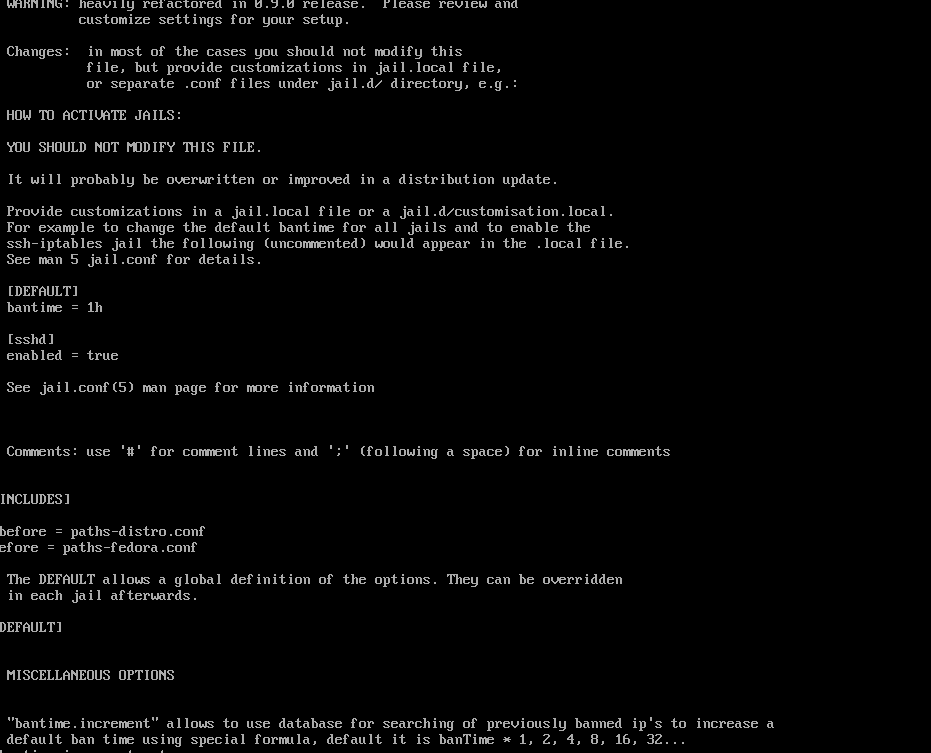 WARNING: heavily refactored in 0.9.0 release.  Please review and
         customize settings for your setup.
Changes:  in most of the cases you should not modify this
          file, but provide customizations in jail.local file,
          or separate .conf files under jail.d/ directory, e.g.:
HOW TO ACTIVATE JAILS:
YOU SHOULD NOT MODIFY THIS FILE.
It will probably be overwritten or improved in a distribution update.
Provide customizations in a jail.local file or a jail.d/customisation.local.
For example to change the default bantime for all jails and to enable the
ssh-iptables jail the following (uncommented) would appear in the .local file.
See man 5 jail.conf for details.
[DEFAULT]
bantime = 1h
[sshd]
enabled = true
See jail.conf(5) man page for more information
Comments: use '#' for comment lines and ';' (following a space) for inline comments
INCLUDES]
before = paths-distro.conf
efore = paths-fedora.conf
The DEFAULT allows a global definition of the options. They can be overridden
in each jail afterwards.
DEFAULT]
MISCELLANEOUS OPTIONS
"bantime.increment" allows to use database for searching of previously banned ip's to increase a
default ban time using special formula, default it is banTime * 1, 2, 4, 8, 16, 32...